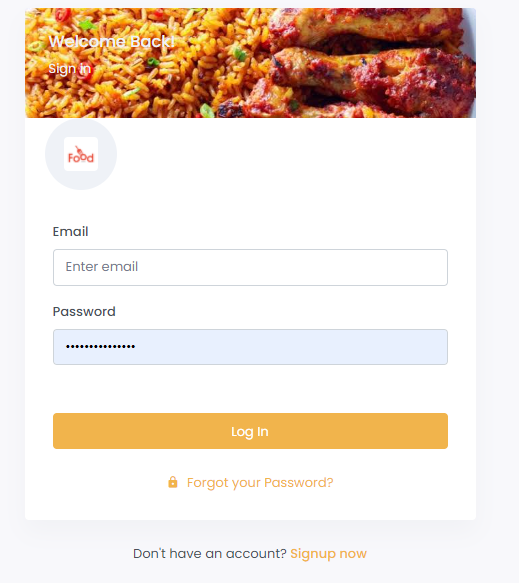 Welcome Back!
Sign in
Food
Email
Enter email
Password
•••••••••••••••
Log In
Forgot your Password?
Don't have an account? Signup now